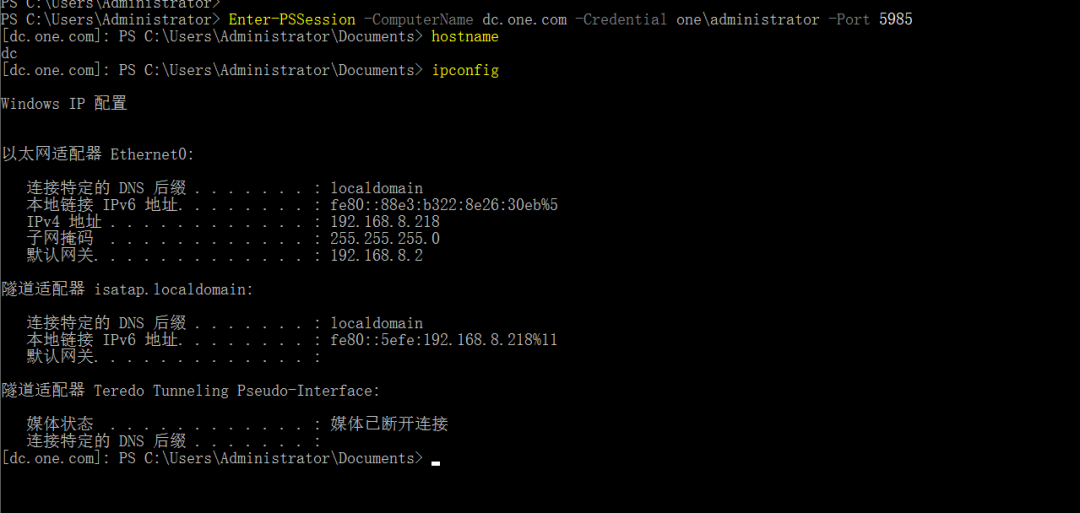 PS C:\Users\Administrator>
PS C:\Users\Administrator> Enter-PSSession -ComputerName dc.one.com -Credential one\administrator -Port 5985
[dc.one.com]: PS C:\Users\Administrator\Documents> hostname
dc
[dc.one.com]: PS C:\Users\Administrator\Documents> ipconfig
Windows IP 配置
以太网适配器 Ethernet0:
连接特定的 DNS 后缀 . . . . . . . : localdomain
本地链接 IPv6 地址. . . . . . . . : fe80::88e3:b322:8e26:30eb%5
IPv4 地址 . . . . . . . . . . . . : 192.168.8.218
子网掩码 . . . . . . . . . . . . : 255.255.255.0
默认网关. . . . . . . . . . . . . : 192.168.8.2
隧道适配器 isatap.localdomain:
连接特定的 DNS 后缀 . . . . . . . : localdomain
本地链接 IPv6 地址. . . . . . . . : fe80::5efe:192.168.8.218%11
默认网关. . . . . . . . . . . . . :
隧道适配器 Teredo Tunneling Pseudo-Interface:
媒体状态 . . . . . . . . . . . . : 媒体已断开连接
连接特定的 DNS 后缀 . . . . . . . :
[dc.one.com]: PS C:\Users\Administrator\Documents>